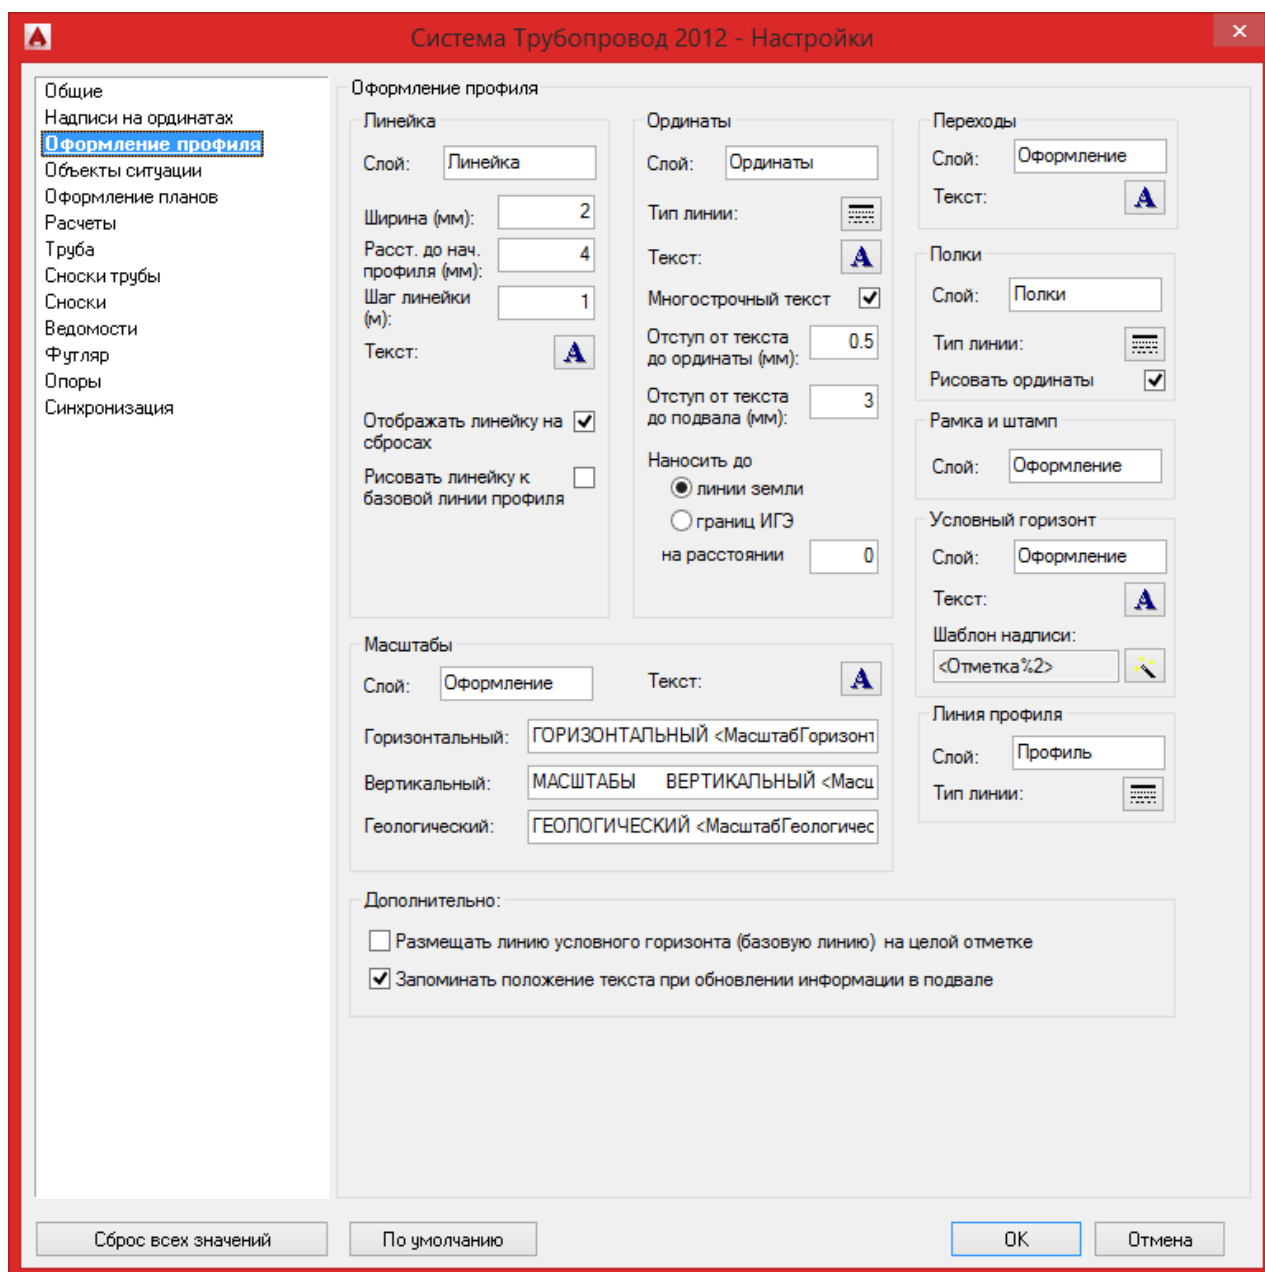 Система Трубопровод 2012 - Настройки
Общие
Надписи на ординатах
Оформление профиля
Объекты ситуации
Оформление планов
Расчеты
Труба
Сноски трубы
Сноски
Ведомости
Футляр
Опоры
Синхронизация
Оформление профиля
Линейка
Слой: Линейка
Ширина (мм): 2
Расст. до нач.
профиля (мм): 4
Шаг линейки
(м): 1
Текст: A
Отображать линейку на
сбросах
Рисовать линейку к
базовой линии профиля
Ординаты
Слой: Ординаты
Тип линии:
Текст: A
Многострочный текст
Отступ от текста
до ординаты (мм): 0.5
Отступ от текста
до подвала (мм): 3
Наносить до
линии земли
границ ИГЭ
на расстоянии 0
Переходы
Слой: Оформление
Текст: A
Полки
Слой: Полки
Тип линии:
Рисовать ординаты
Рамка и штамп
Слой: Оформление
Условный горизонт
Слой: Оформление
Текст: A
Шаблон надписи:
<Отметка%2>
Линия профиля
Слой: Профиль
Тип линии:
Масштабы
Слой: Оформление Текст: A
Горизонтальный: ГОРИЗОНТАЛЬНЫЙ <МасштабГоризонт
Вертикальный: МАСШТАБЫ ВЕРТИКАЛЬНЫЙ <Масш
Геологический: ГЕОЛОГИЧЕСКИЙ <МасштабГеологичес
Дополнительно:
Размещать линию условного горизонта (базовую линию) на целой отметке
Запоминать положение текста при обновлении информации в подвале
Сброс всех значений
По умолчанию
OK
Отмена